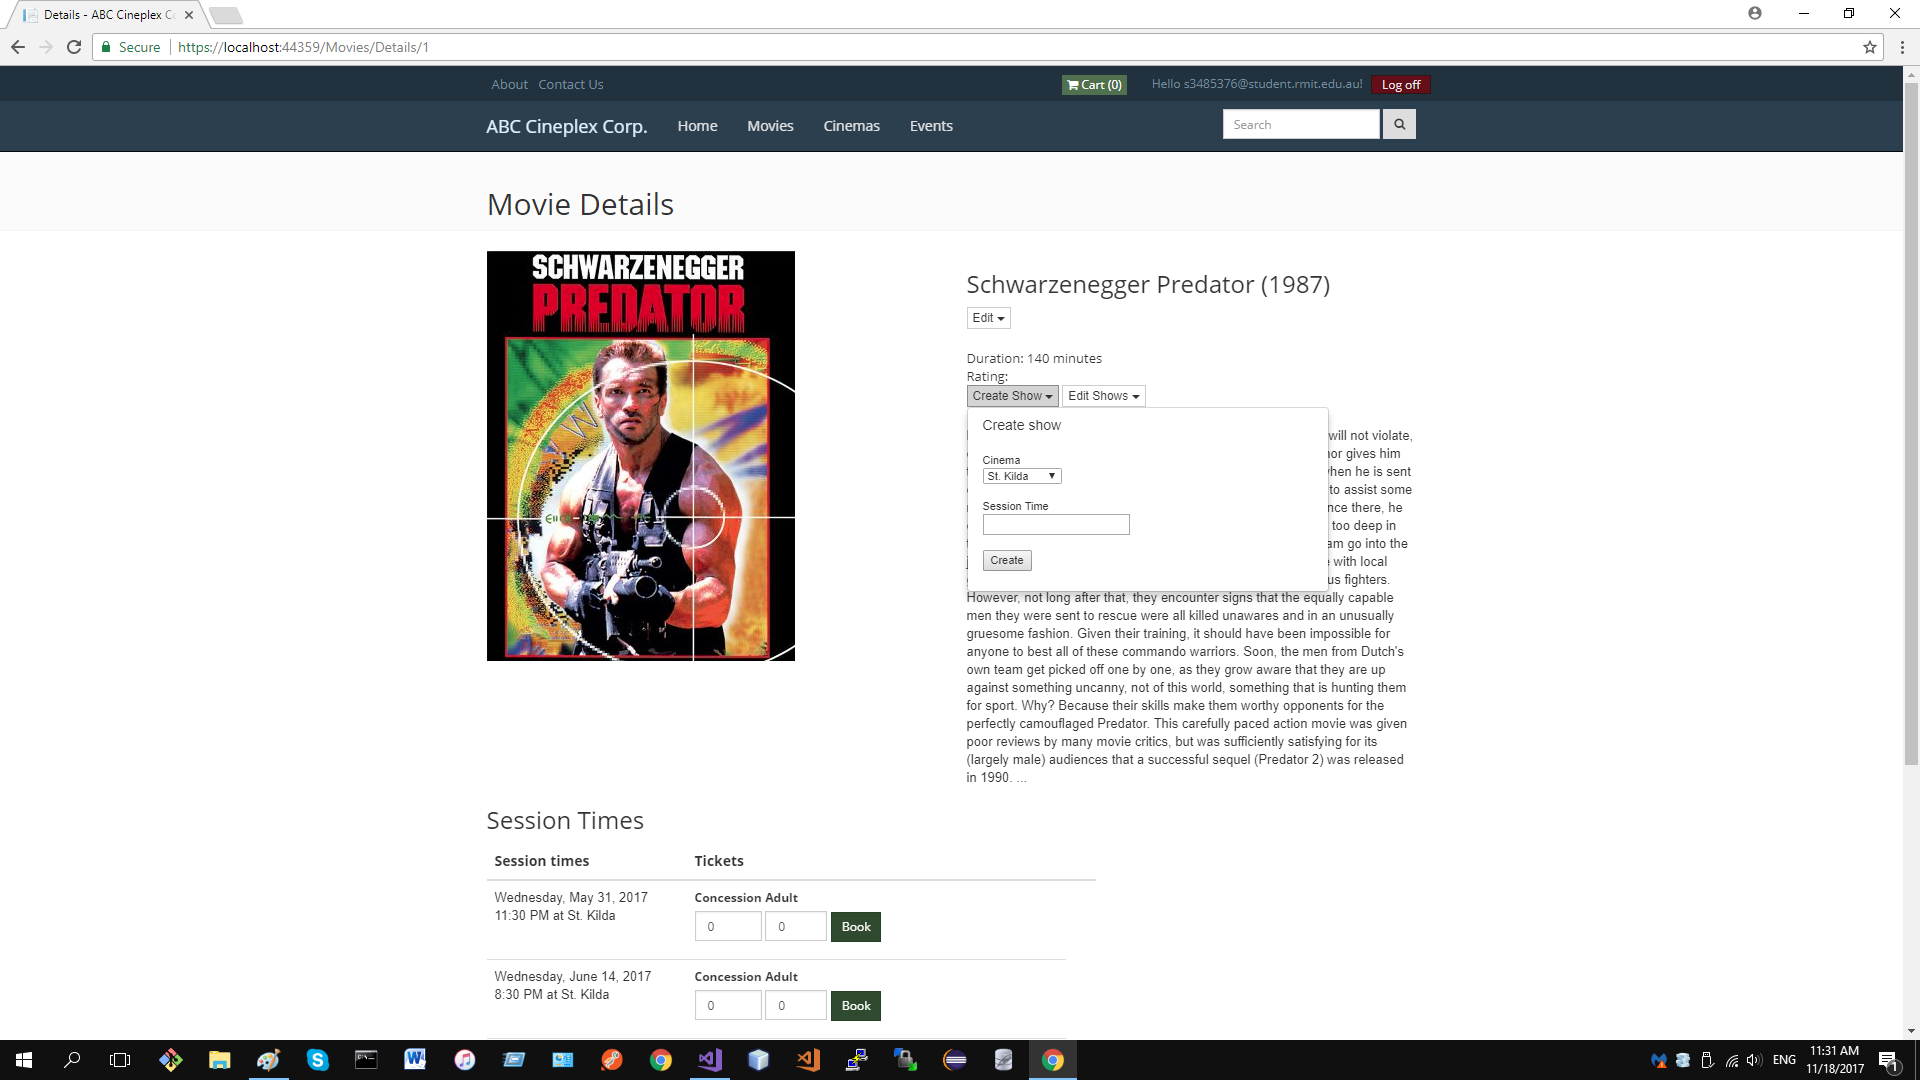 Details - ABC Cineplex Co
Secure
https://localhost:44359/Movies/Details/1
About Contact Us
Cart (0)
Hello s3485376@student.rmit.edu.au!
Log off
ABC Cineplex Corp.
Home
Movies
Cinemas
Events
Search
Movie Details
SCHWARZENEGGER
PREDATOR
Schwarzenegger Predator (1987)
Edit
Duration: 140 minutes
Rating:
Create Show
Edit Shows
Create show
Cinema
St. Kilda
Session Time
Create
will not violate,
gives him
when he is sent
to assist some
there, he
too deep in
go into the
with local
fighters.
However, not long after that, they encounter signs that the equally capable
men they were sent to rescue were all killed unawares and in an unusually
gruesome fashion. Given their training, it should have been impossible for
anyone to best all of these commando warriors. Soon, the men from Dutch's
own team get picked off one by one, as they grow aware that they are up
against something uncanny, not of this world, something that is hunting them
for sport. Why? Because their skills make them worthy opponents for the
perfectly camouflaged Predator. This carefully paced action movie was given
poor reviews by many movie critics, but was sufficiently satisfying for its
(largely male) audiences that a successful sequel (Predator 2) was released
in 1990. ...
Session Times
Session times
Tickets
Wednesday, May 31, 2017
11:30 PM at St. Kilda
Concession Adult
0
0
Book
Wednesday, June 14, 2017
8:30 PM at St. Kilda
Concession Adult
0
0
Book
ENG
11:31 AM
11/18/2017
1